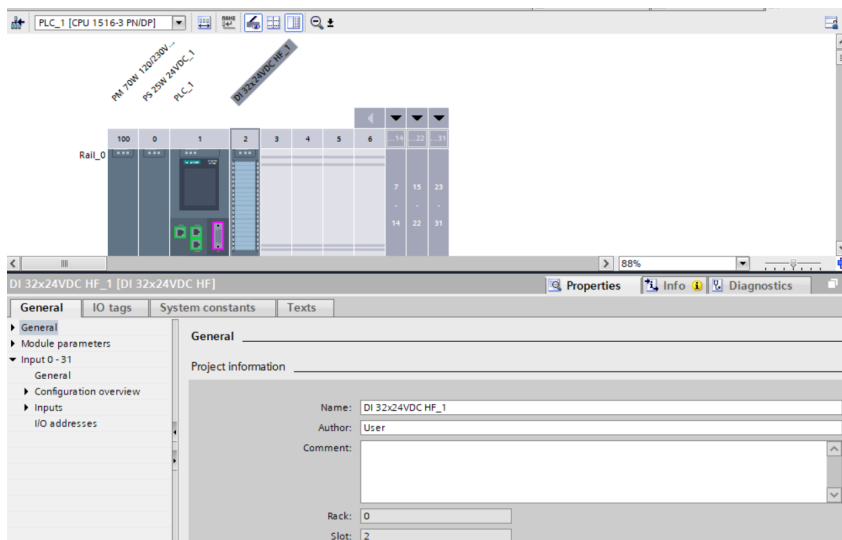 PLC_1 [CPU 1516-3 PN/DP]
PM 70W 120/230V...
PS 25W 24VDC_1
PLC_1
DI 32x24VDC HF_1
100 0 1 2 3 4 5 6 ...14 ...22 ...31
Rail_0
7 15 23
- - -
14 22 31
88%
DI 32x24VDC HF_1 [DI 32x24VDC HF]
Properties Info Diagnostics
General IO tags System constants Texts
General
Module parameters
Input 0 - 31
General
Configuration overview
Inputs
I/O addresses
General
Project information
Name: DI 32x24VDC HF_1
Author: User
Comment:
Rack: 0
Slot: 2